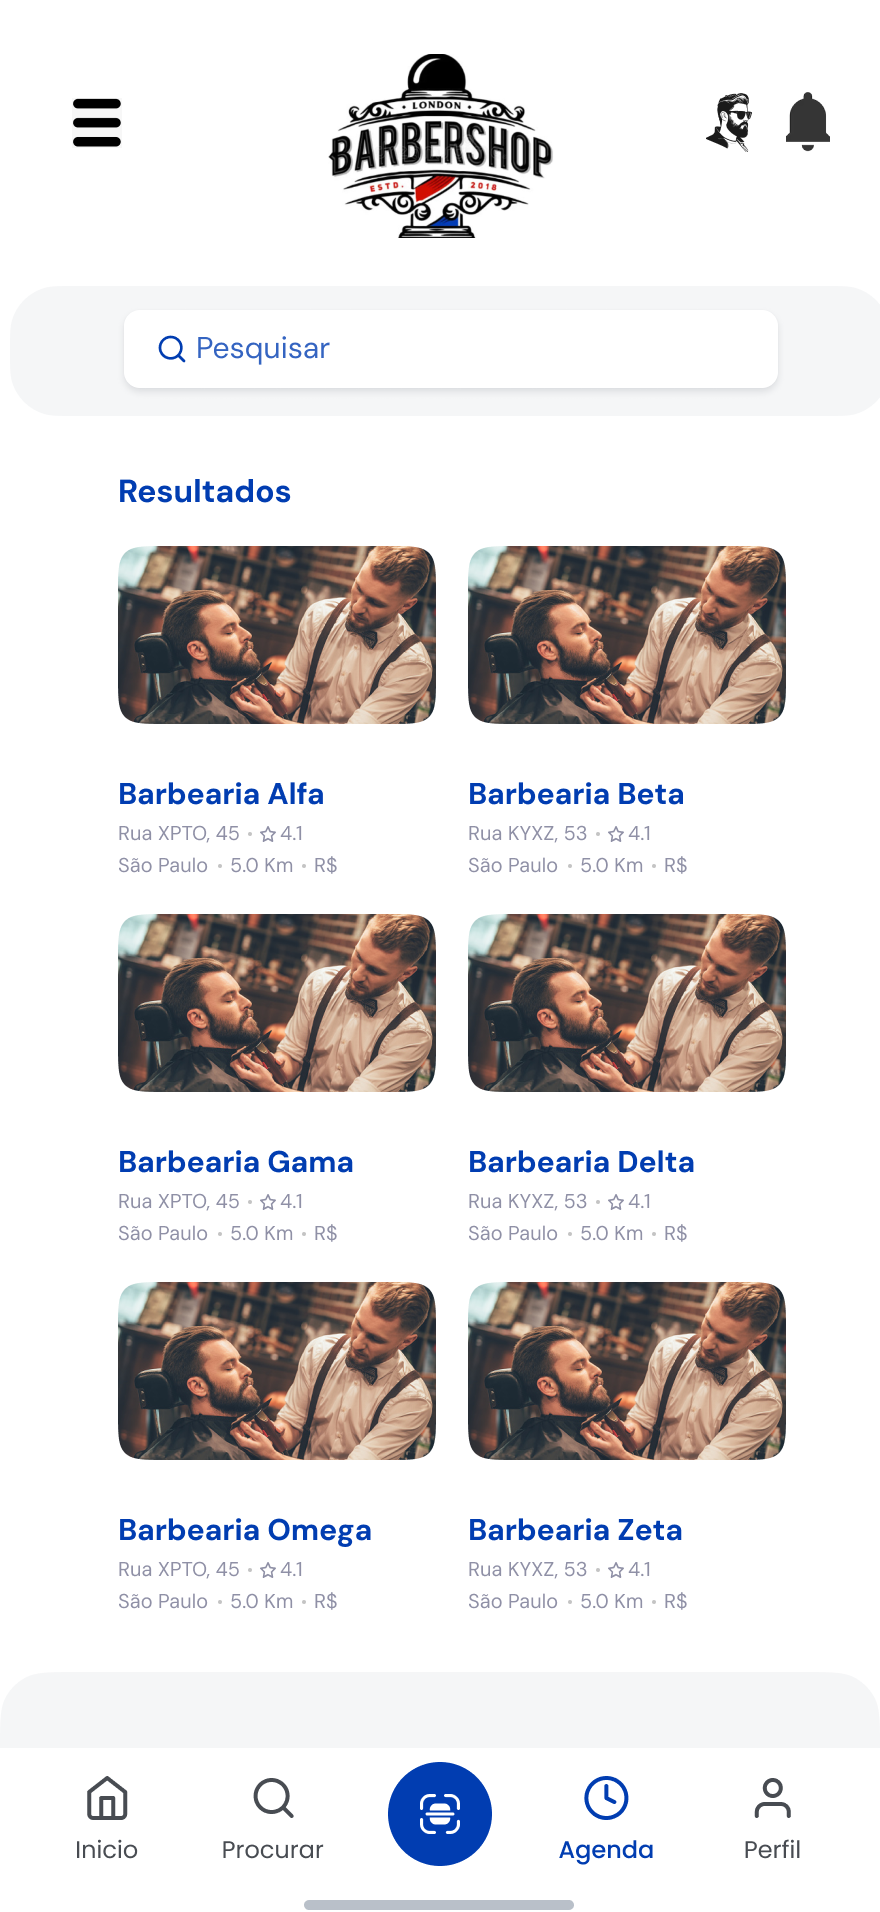 LONDON
BARBERSHOP
ESTD. 2018
Pesquisar
Resultados
Barbearia Alfa
Rua XPTO, 45 • 4.1
São Paulo • 5.0 Km • R$
Barbearia Beta
Rua KYXZ, 53 • 4.1
São Paulo • 5.0 Km • R$
Barbearia Gama
Rua XPTO, 45 • 4.1
São Paulo • 5.0 Km • R$
Barbearia Delta
Rua KYXZ, 53 • 4.1
São Paulo • 5.0 Km • R$
Barbearia Omega
Rua XPTO, 45 • 4.1
São Paulo • 5.0 Km • R$
Barbearia Zeta
Rua KYXZ, 53 • 4.1
São Paulo • 5.0 Km • R$
Inicio Procurar Agenda Perfil